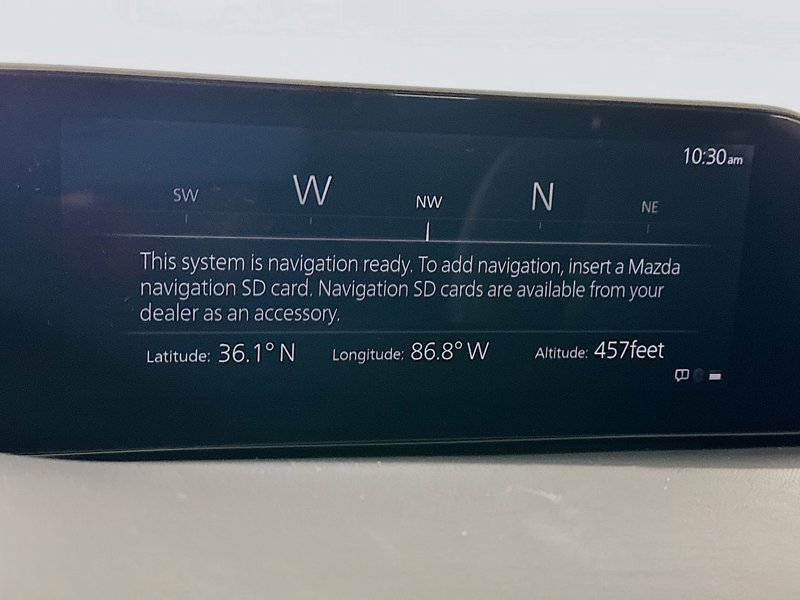 10:30am
SW W NW N NE
This system is navigation ready. To add navigation, insert a Mazda
navigation SD card. Navigation SD cards are available from your
dealer as an accessory.
Latitude: 36.1° N Longitude: 86.8° W Altitude: 457feet